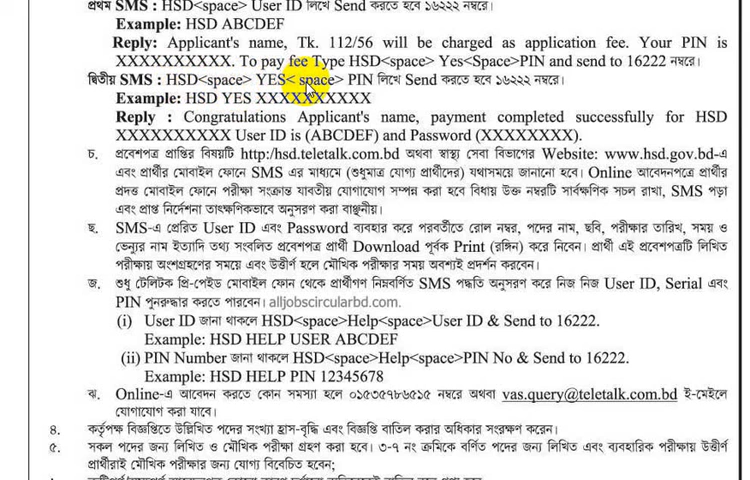 প্রথম SMS : HSD<space> User ID লিখে Send করতে হবে ১৬২২২ নম্বরে।
Example: HSD ABCDEF
Reply: Applicant's name, Tk. 112/56 will be charged as application fee. Your PIN is
XXXXXXXXXX. To pay fee Type HSD<space> Yes<Space>PIN and send to 16222 নম্বরে।
দ্বিতীয় SMS : HSD<space> YES< space> PIN লিখে Send করতে হবে ১৬২২২ নম্বরে।
Example: HSD YES XXXXXXXXXX
Reply : Congratulations Applicant's name, payment completed successfully for HSD
XXXXXXXXXX User ID is (ABCDEF) and Password (XXXXXXXX).
চ. প্রবেশপত্র প্রাপ্তির বিষয়টি http:/hsd.teletalk.com.bd অথবা স্বাস্থ্য সেবা বিভাগের Website: www.hsd.gov.bd-এ
এবং প্রার্থীর মোবাইল ফোনে SMS এর মাধ্যমে (শুধুমাত্র যোগ্য প্রার্থীদের) যথাসময়ে জানানো হবে। Online আবেদনপত্রে প্রার্থীর
প্রদত্ত মোবাইল ফোনে পরীক্ষা সংক্রান্ত যাবতীয় যোগাযোগ সম্পন্ন করা হবে বিধায় উক্ত নম্বরটি সার্বক্ষণিক সচল রাখা, SMS পড়া
এবং প্রাপ্ত নির্দেশনা তাৎক্ষণিকভাবে অনুসরণ করা বাঞ্ছনীয়।
ছ. SMS-এ প্রেরিত User ID এবং Password ব্যবহার করে পরবর্তীতে রোল নম্বর, পদের নাম, ছবি, পরীক্ষার তারিখ, সময় ও
ভেন্যুর নাম ইত্যাদি তথ্য সংবলিত প্রবেশপত্র প্রার্থী Download পূর্বক Print (রঙ্গিন) করে নিবেন। প্রার্থী এই প্রবেশপত্রটি লিখিত
পরীক্ষায় অংশগ্রহণের সময়ে এবং উত্তীর্ণ হলে মৌখিক পরীক্ষার সময় অবশ্যই প্রদর্শন করবেন।
জ. শুধু টেলিটক প্রি-পেইড মোবাইল ফোন থেকে প্রার্থীগণ নিম্নবর্ণিত SMS পদ্ধতি অনুসরণ করে নিজ নিজ User ID, Serial এবং
PIN পুনরুদ্ধার করতে পারবেন। alljobscircularbd.com.
(i) User ID জানা থাকলে HSD<space>Help<space>User ID & Send to 16222.
Example: HSD HELP USER ABCDEF
(ii) PIN Number জানা থাকলে HSD<space>Help<space>PIN No & Send to 16222.
Example: HSD HELP PIN 12345678
ঝ. Online-এ আবেদন করতে কোন সমস্যা হলে ০১৫৩৫৭৮৬৫১৫ নম্বরে অথবা vas.query@teletalk.com.bd ই-মেইলে
যোগাযোগ করা যাবে।
৪. কর্তৃপক্ষ বিজ্ঞপ্তিতে উল্লিখিত পদের সংখ্যা হ্রাস-বৃদ্ধি এবং বিজ্ঞপ্তি বাতিল করার অধিকার সংরক্ষণ করেন।
৫. সকল পদের জন্য লিখিত ও মৌখিক পরীক্ষা গ্রহণ করা হবে। ৩-৭ নং ক্রমিকে বর্ণিত পদের জন্য লিখিত এবং ব্যবহারিক পরীক্ষায় উত্তীর্ণ
প্রার্থীরাই মৌখিক পরীক্ষার জন্য যোগ্য বিবেচিত হবেন;